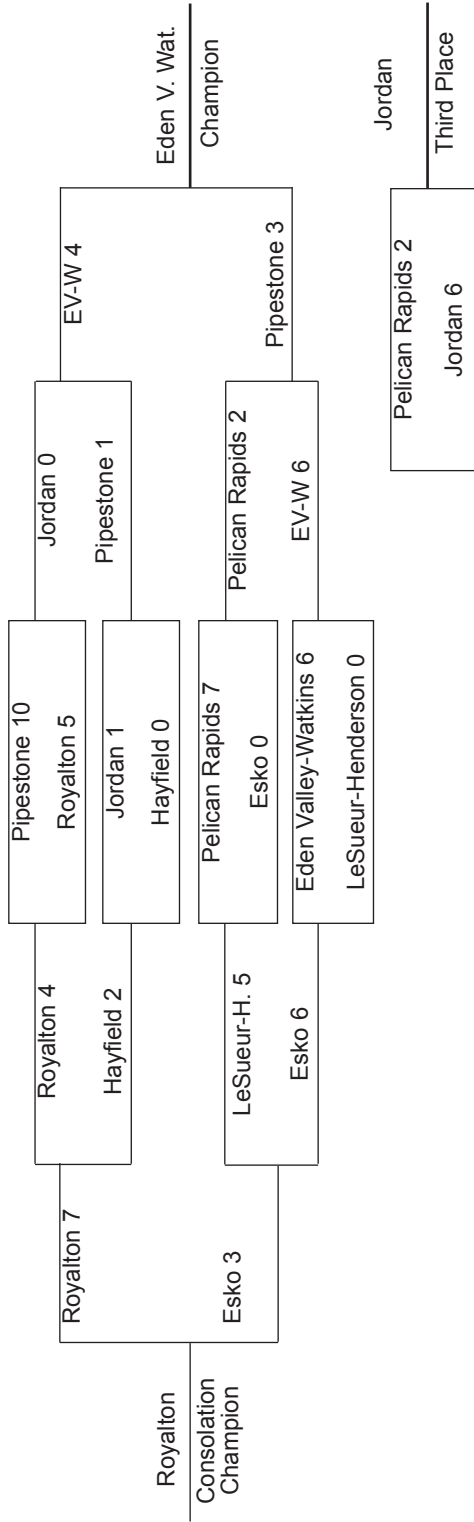 Pipestone 10
Royalton 5
Jordan 1
Hayfield 0
Pelican Rapids 7
Esko 0
Eden Valley-Watkins 6
LeSueur-Henderson 0
Jordan 0
Pipestone 1
Pelican Rapids 2
EV-W 6
EV-W 4
Pipestone 3
Eden V. Wat.
Champion
Royalton 4
Hayfield 2
LeSueur-H. 5
Esko 6
Royalton 7
Esko 3
Royalton
Consolation
Champion
Pelican Rapids 2
Jordan 6
Jordan
Third Place